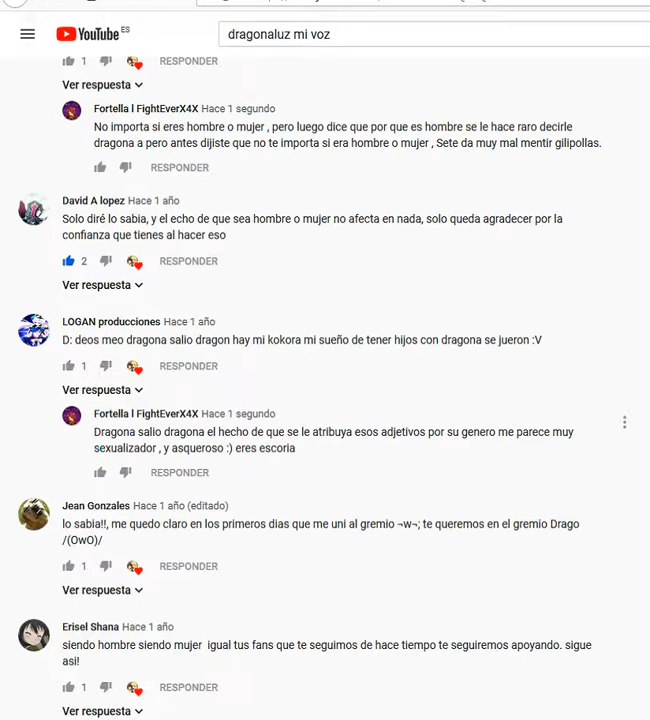 YouTube ES
dragonaluz mi voz
1 RESPONDER
Ver respuesta
Fortella l FightEverX4X Hace 1 segundo
No importa si eres hombre o mujer , pero luego dice que por que es hombre se le hace raro decirle
dragona a pero antes dijiste que no te importa si era hombre o mujer , Sete da muy mal mentir gilipollas.
RESPONDER
David A lopez Hace 1 año
Solo diré lo sabia, y el echo de que sea hombre o mujer no afecta en nada, solo queda agradecer por la
confianza que tienes al hacer eso
2 RESPONDER
Ver respuesta
LOGAN producciones Hace 1 año
D: deos meo dragona salio dragon hay mi kokora mi sueño de tener hijos con dragona se jueron :V
1 RESPONDER
Ver respuesta
Fortella l FightEverX4X Hace 1 segundo
Dragona salio dragona el hecho de que se le atribuya esos adjetivos por su genero me parece muy
sexualizador , y asqueroso :) eres escoria
RESPONDER
Jean Gonzales Hace 1 año (editado)
lo sabia!!, me quedo claro en los primeros dias que me uni al gremio ¬w¬; te queremos en el gremio Drago
/(OwO)/
1 RESPONDER
Ver respuesta
Erisel Shana Hace 1 año
siendo hombre siendo mujer igual tus fans que te seguimos de hace tiempo te seguiremos apoyando. sigue
asi!
1 RESPONDER
Ver respuesta